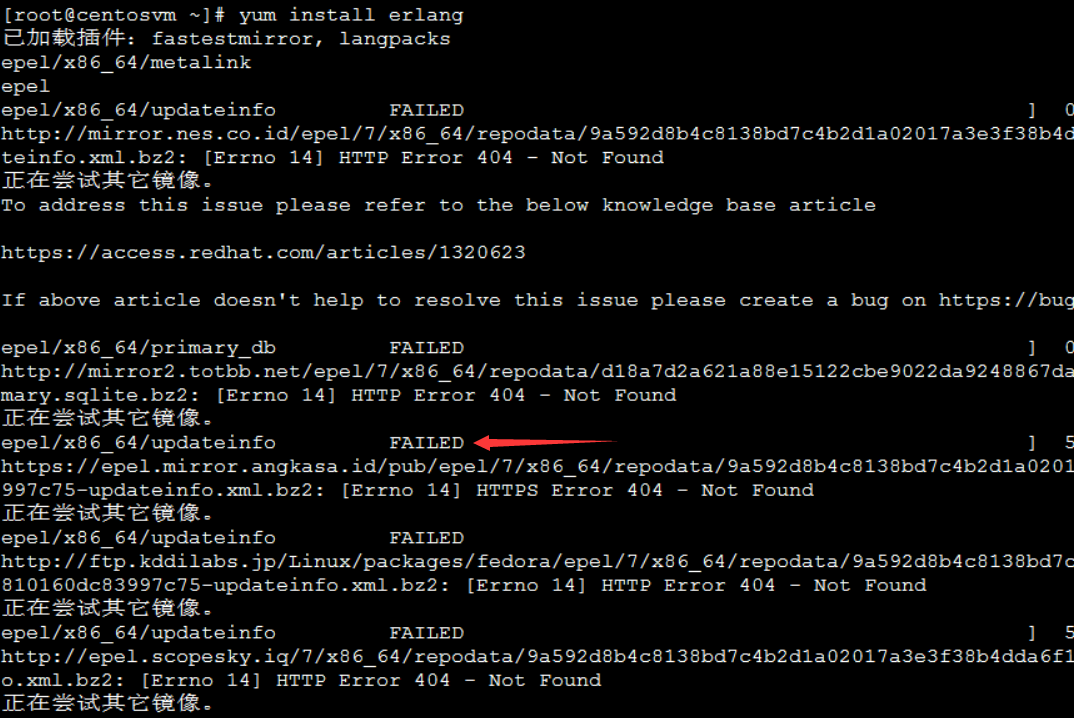 [root@centosvm ~]# yum install erlang
已加载插件：fastestmirror, langpacks
epel/x86_64/metalink
epel
epel/x86_64/updateinfo FAILED ] 0
http://mirror.nes.co.id/epel/7/x86_64/repodata/9a592d8b4c8138bd7c4b2d1a02017a3e3f38b4d
teinfo.xml.bz2: [Errno 14] HTTP Error 404 - Not Found
正在尝试其它镜像。
To address this issue please refer to the below knowledge base article
https://access.redhat.com/articles/1320623
If above article doesn't help to resolve this issue please create a bug on https://bug
epel/x86_64/primary_db FAILED ] 0
http://mirror2.totbb.net/epel/7/x86_64/repodata/d18a7d2a621a88e15122cbe9022da9248867da
mary.sqlite.bz2: [Errno 14] HTTP Error 404 - Not Found
正在尝试其它镜像。
epel/x86_64/updateinfo FAILED ] 5
https://epel.mirror.angkasa.id/pub/epel/7/x86_64/repodata/9a592d8b4c8138bd7c4b2d1a0201
997c75-updateinfo.xml.bz2: [Errno 14] HTTPS Error 404 - Not Found
正在尝试其它镜像。
epel/x86_64/updateinfo FAILED
http://ftp.kddilabs.jp/Linux/packages/fedora/epel/7/x86_64/repodata/9a592d8b4c8138bd7c
810160dc83997c75-updateinfo.xml.bz2: [Errno 14] HTTP Error 404 - Not Found
正在尝试其它镜像。
epel/x86_64/updateinfo FAILED ] 5
http://epel.scopesky.iq/7/x86_64/repodata/9a592d8b4c8138bd7c4b2d1a02017a3e3f38b4dda6f1
o.xml.bz2: [Errno 14] HTTP Error 404 - Not Found
正在尝试其它镜像。